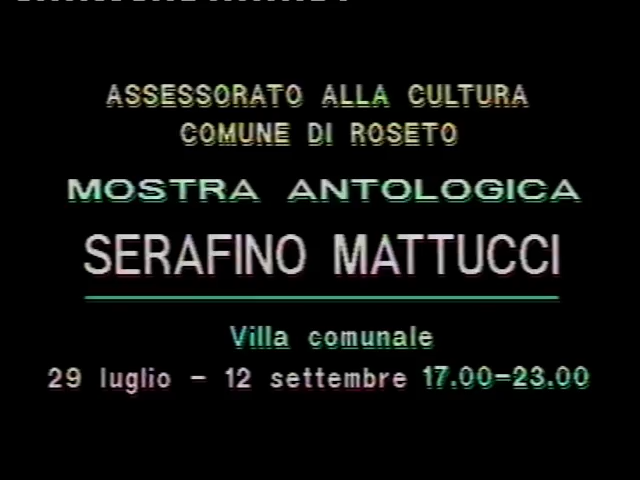 ASSESSORATO ALLA CULTURA
COMUNE DI ROSETO
MOSTRA ANTOLOGICA
SERAFINO MATTUCCI
Villa comunale
29 luglio - 12 settembre 17.00-23.00